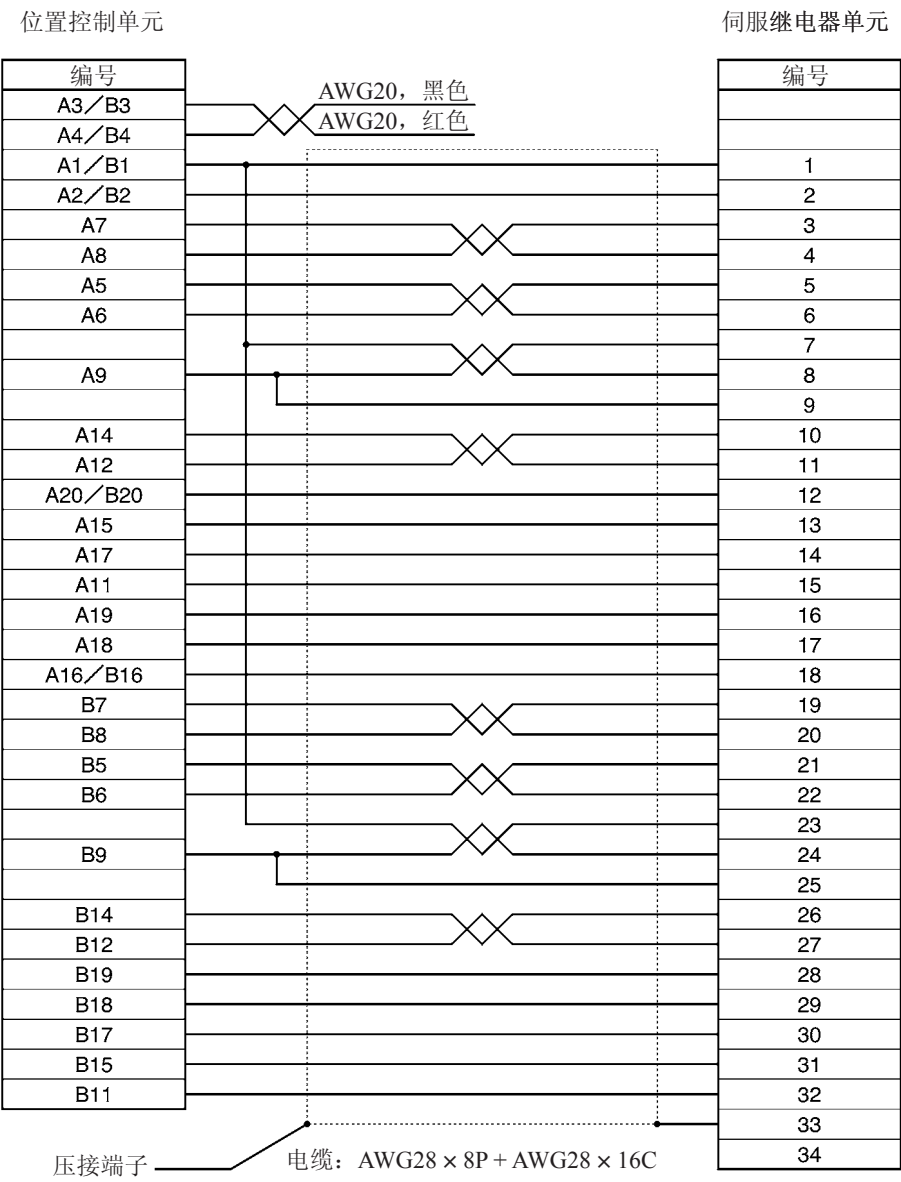 位置控制单元 伺服继电器单元
编号 编号
AWG20，黑色
A3／B3
AWG20，红色
A4／B4
A1／B1 1
A2／B2 2
A7 3
A8 4
A5 5
A6 6
7
A9 8
9
A14 10
A12 11
A20／B20 12
A15 13
A17 14
A11 15
A19 16
A18 17
A16／B16 18
B7 19
B8 20
B5 21
B6 22
23
B9 24
25
B14 26
B12 27
B19 28
B18 29
B17 30
B15 31
B11 32
33
34
压接端子 电缆：AWG28 × 8P + AWG28 × 16C